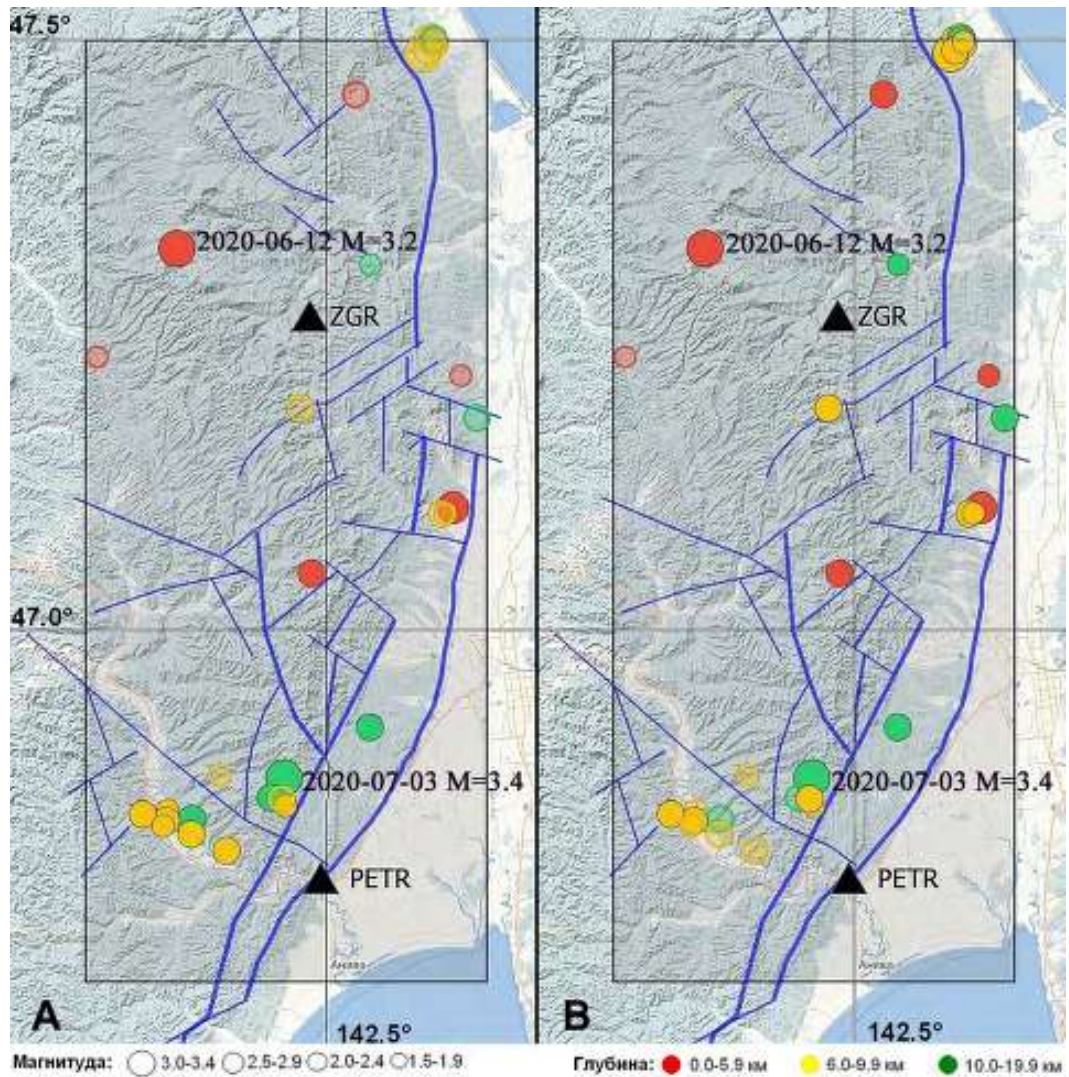 47.5°
2020-06-12 M=3.2
2020-06-12 M=3.2
ZGR
ZGR
47.0°
2020-07-03 M=3.4
2020-07-03 M=3.4
PETR
PETR
Анива
Анива
A
B
142.5°
142.5°
Магнитуда: 3.0-3.4 2.5-2.9 2.0-2.4 1.5-1.9
Глубина: 0.0-5.9 км 6.0-9.9 км 10.0-19.9 км